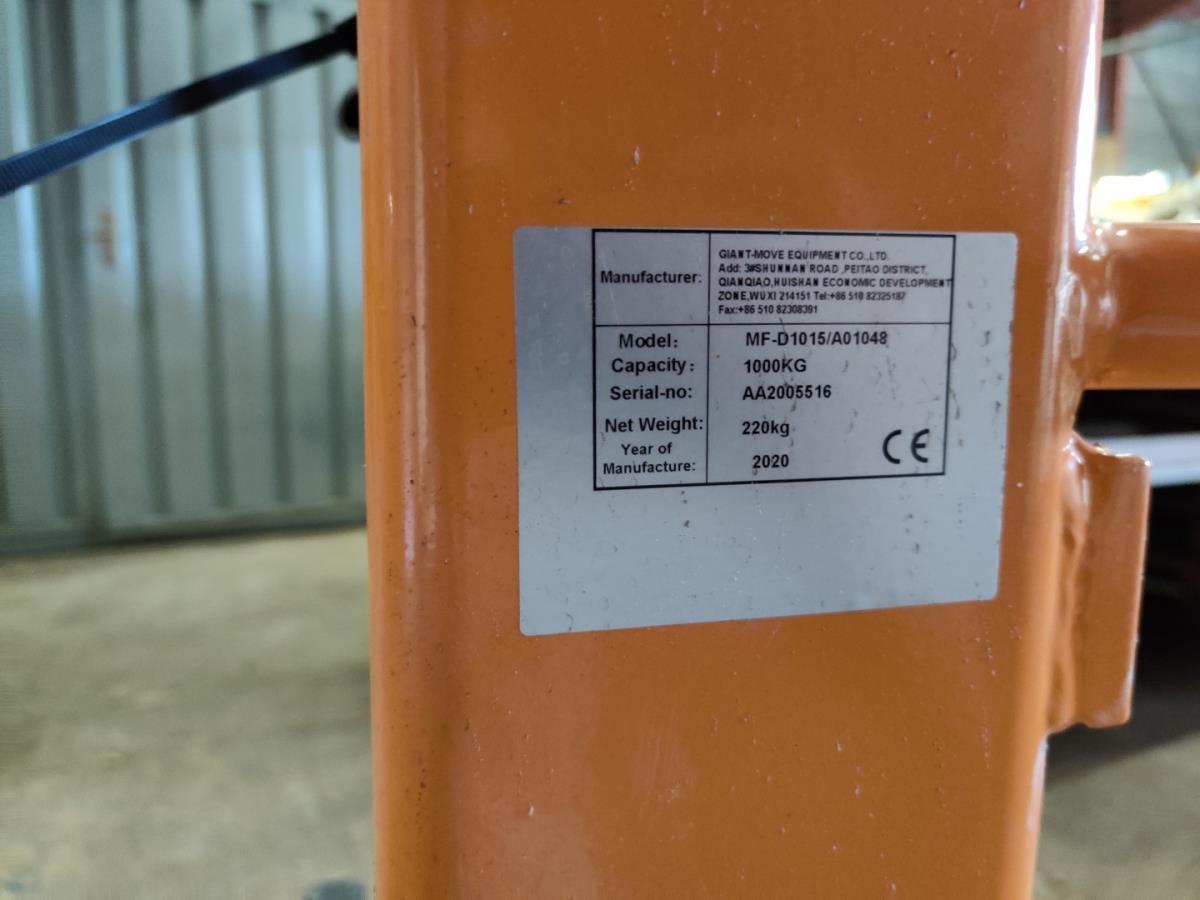 Manufacturer:
GIANT-MOVE EQUIPMENT CO.,LTD.
Add: 3#SHUNNAN ROAD ,PEITAO DISTRICT,
QIANQIAO,HUISHAN ECONOMIC DEVELOPMENT
ZONE,WUXI 214151 Tel:+86 510 82325187
Fax:+86 510 82308391
Model: MF-D1015/A01048
Capacity: 1000KG
Serial-no: AA2005516
Net Weight: 220kg
Year of
Manufacture: 2020
CE